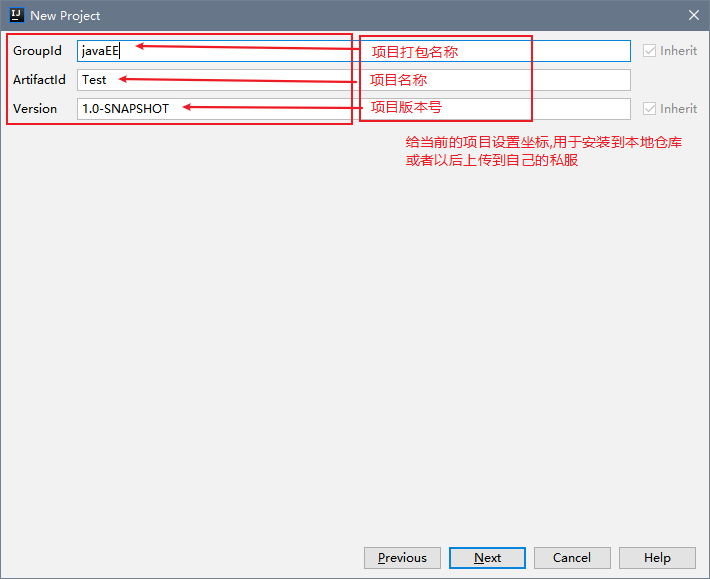 New Project
GroupId javaEE 项目打包名称 Inherit
ArtifactId Test 项目名称
Version 1.0-SNAPSHOT 项目版本号 Inherit
给当前的项目设置坐标,用于安装到本地仓库
或者以后上传到自己的私服
Previous Next Cancel Help